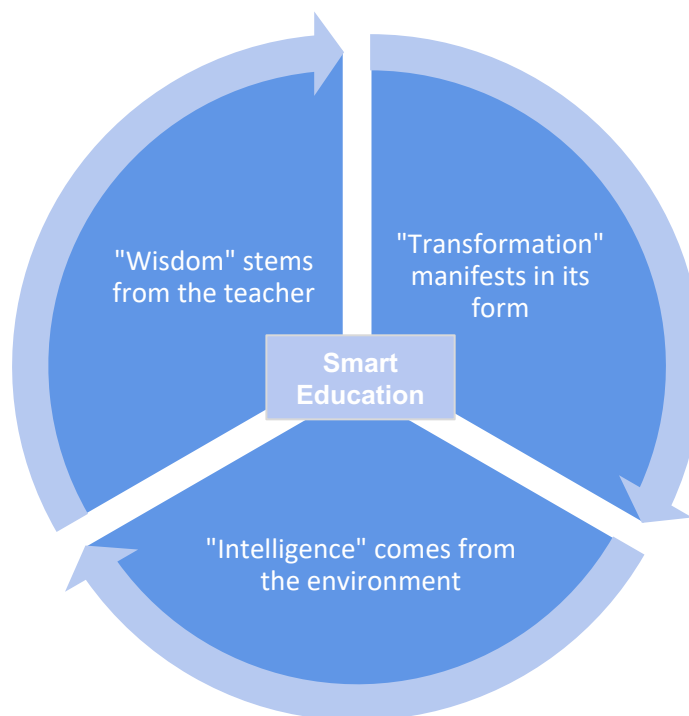 "Wisdom" stems
from the teacher
"Transformation"
manifests in its
form
Smart
Education
"Intelligence" comes from
the environment